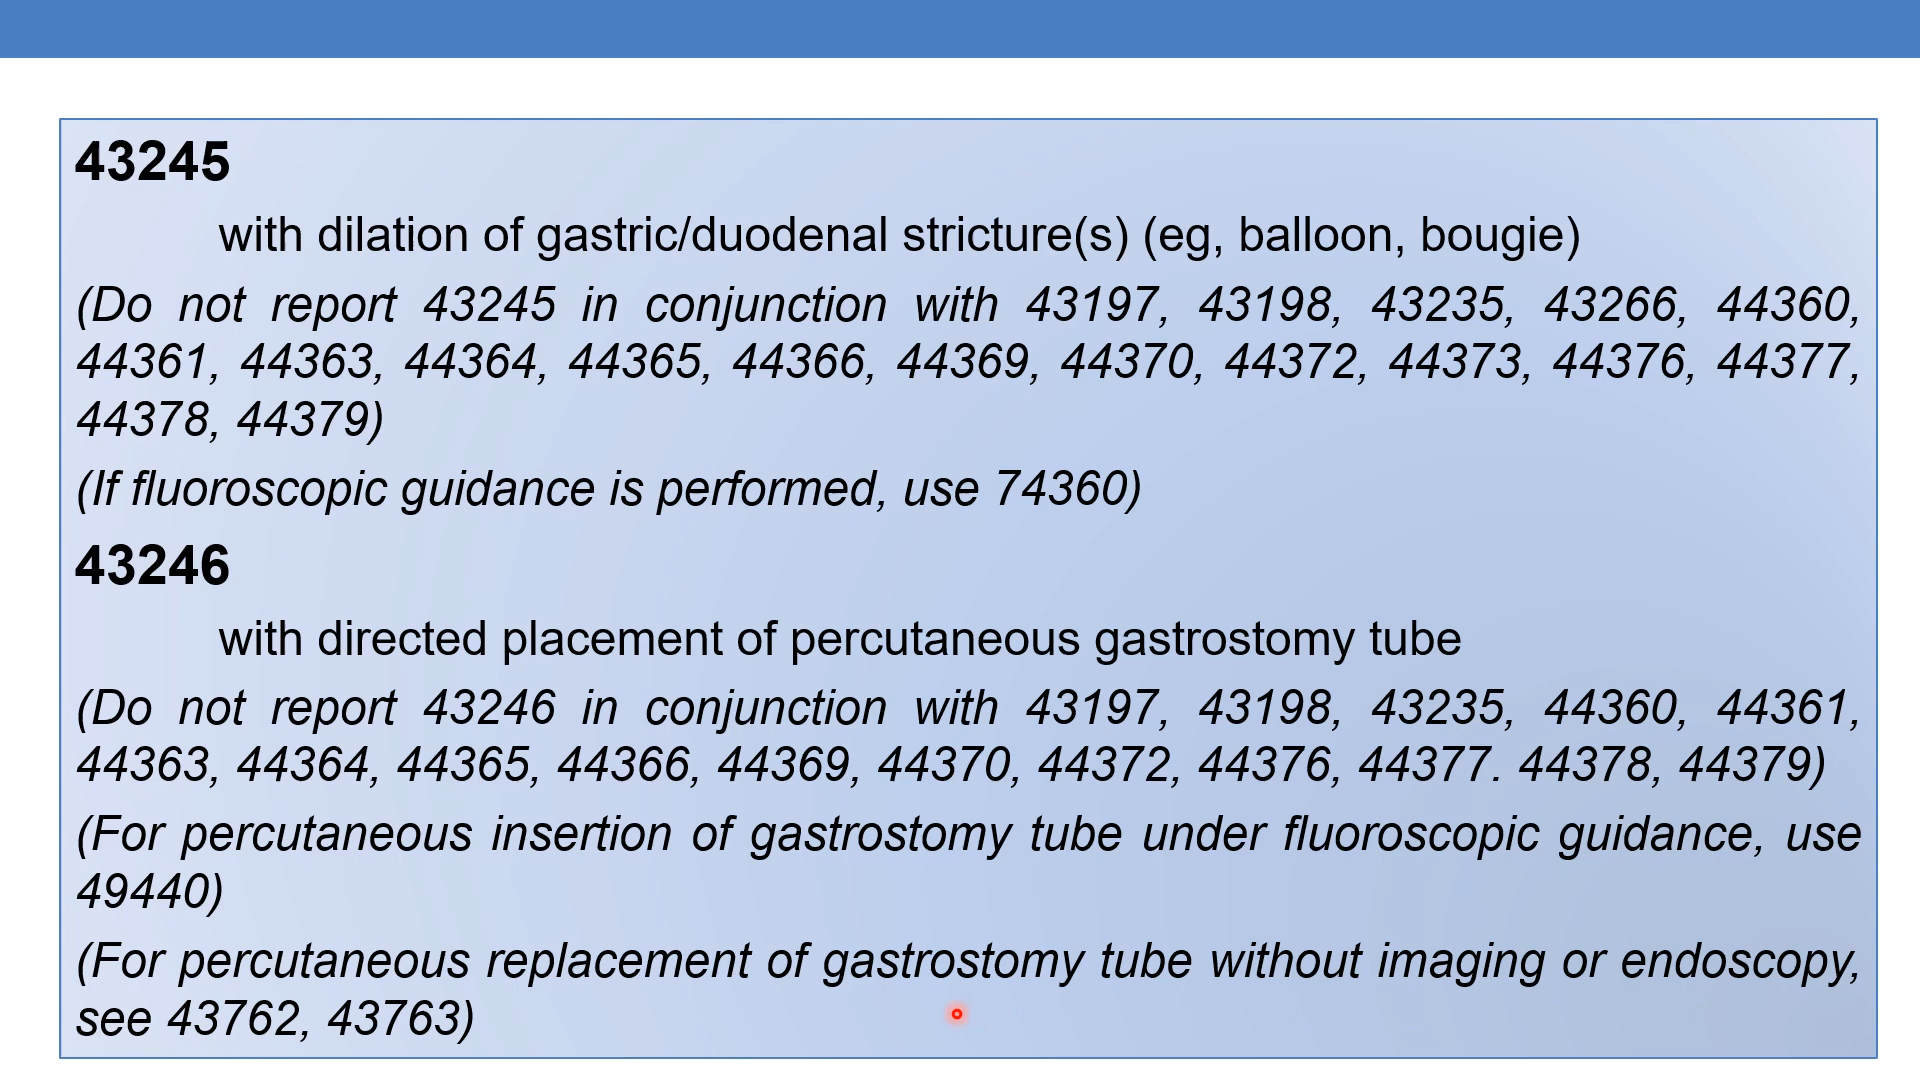 43245
with dilation of gastric/duodenal stricture(s) (eg, balloon, bougie)
(Do not report 43245 in conjunction with 43197, 43198, 43235, 43266, 44360,
44361, 44363, 44364, 44365, 44366, 44369, 44370, 44372, 44373, 44376, 44377,
44378, 44379)
(If fluoroscopic guidance is performed, use 74360)
43246
with directed placement of percutaneous gastrostomy tube
(Do not report 43246 in conjunction with 43197, 43198, 43235, 44360, 44361,
44363, 44364, 44365, 44366, 44369, 44370, 44372, 44376, 44377. 44378, 44379)
(For percutaneous insertion of gastrostomy tube under fluoroscopic guidance, use
49440)
(For percutaneous replacement of gastrostomy tube without imaging or endoscopy,
see 43762, 43763)